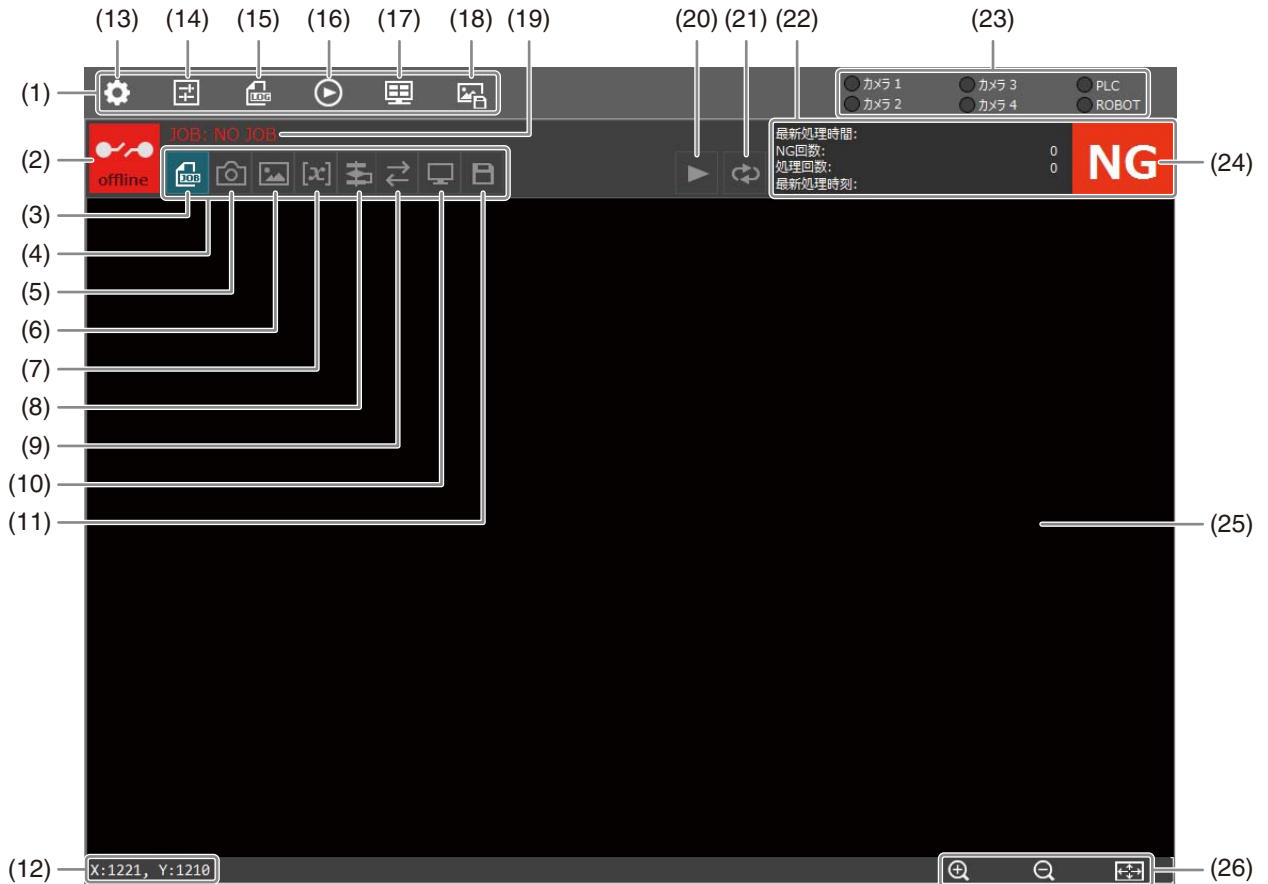 (13) (14) (15) (16) (17) (18) (19) (20) (21) (22) (23)
(1)
カメラ 1 カメラ 3 PLC
カメラ 2 カメラ 4 ROBOT
LOG
(2)
JOB: NO JOB
offline
JOB
[x]
最新処理時間:
NG回数: 0
処理回数: 0
最新処理時刻:
NG
(24)
(3)
(4)
(5)
(6)
(7)
(8)
(9)
(10)
(11)
(25)
(12)
X:1221, Y:1210
(26)